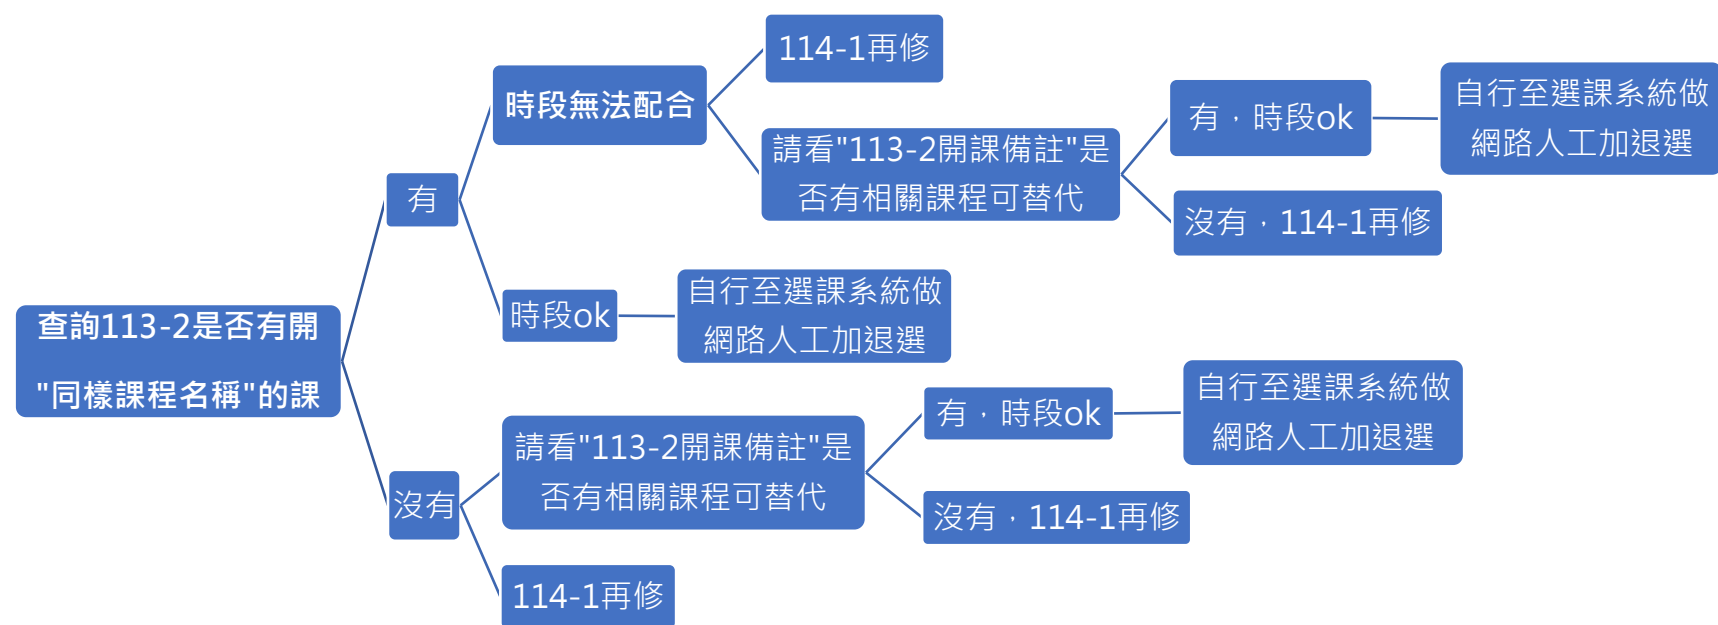 查詢113-2是否有開
"同樣課程名稱"的課
有
時段無法配合
114-1再修
請看"113-2開課備註"是
否有相關課程可替代
有，時段ok
自行至選課系統做
網路人工加退選
沒有，114-1再修
時段ok
自行至選課系統做
網路人工加退選
沒有
請看"113-2開課備註"是
否有相關課程可替代
有，時段ok
自行至選課系統做
網路人工加退選
沒有，114-1再修
114-1再修